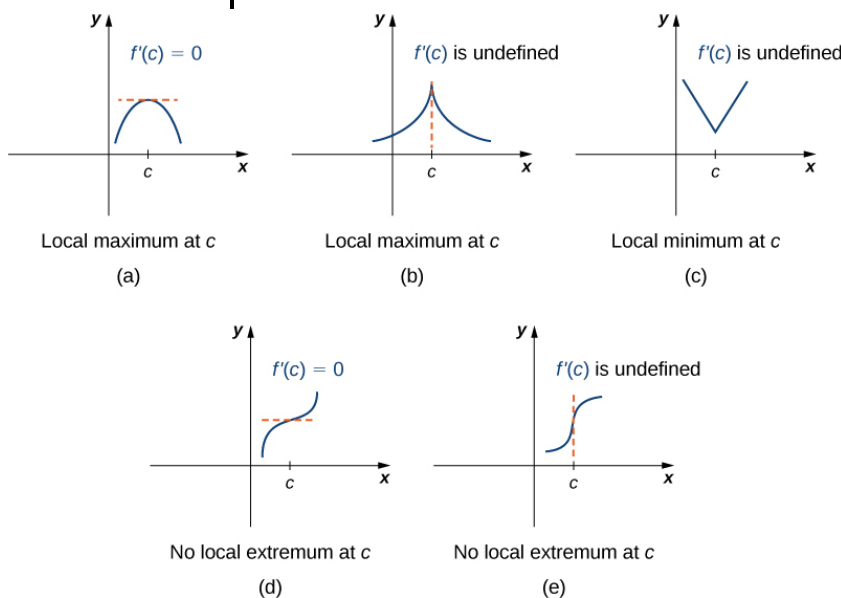 y
f'(c) = 0
c
x
Local maximum at c
(a)
y
f'(c) is undefined
c
x
Local maximum at c
(b)
y
f'(c) is undefined
c
x
Local minimum at c
(c)
y
f'(c) = 0
c
x
No local extremum at c
(d)
y
f'(c) is undefined
c
x
No local extremum at c
(e)